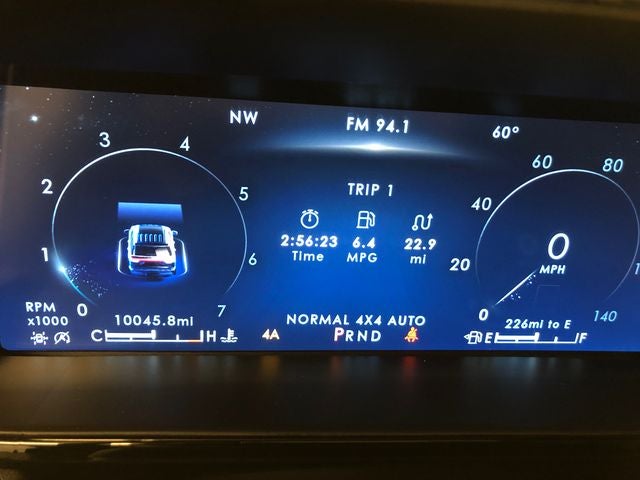 NW
FM 94.1
60°
TRIP 1
2:56:23 6.4 22.9
Time MPG mi
0 1 2 3 4 5 6 7
RPM
x1000
0 20 40 60 80 140
0
MPH
10045.8mi
NORMAL 4X4 AUTO
226mi to E
C H
4A
PRND
E F